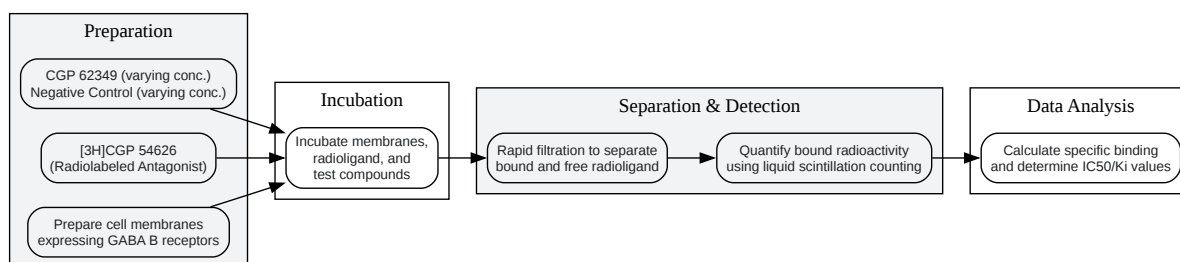 Preparation
CGP 62349 (varying conc.)
Negative Control (varying conc.)
[3H]CGP 54626
(Radiolabeled Antagonist)
Prepare cell membranes
expressing GABA B receptors
Incubation
Incubate membranes,
radioligand, and
test compounds
Separation & Detection
Rapid filtration to separate
bound and free radioligand
Quantify bound radioactivity
using liquid scintillation counting
Data Analysis
Calculate specific binding
and determine IC50/Ki values